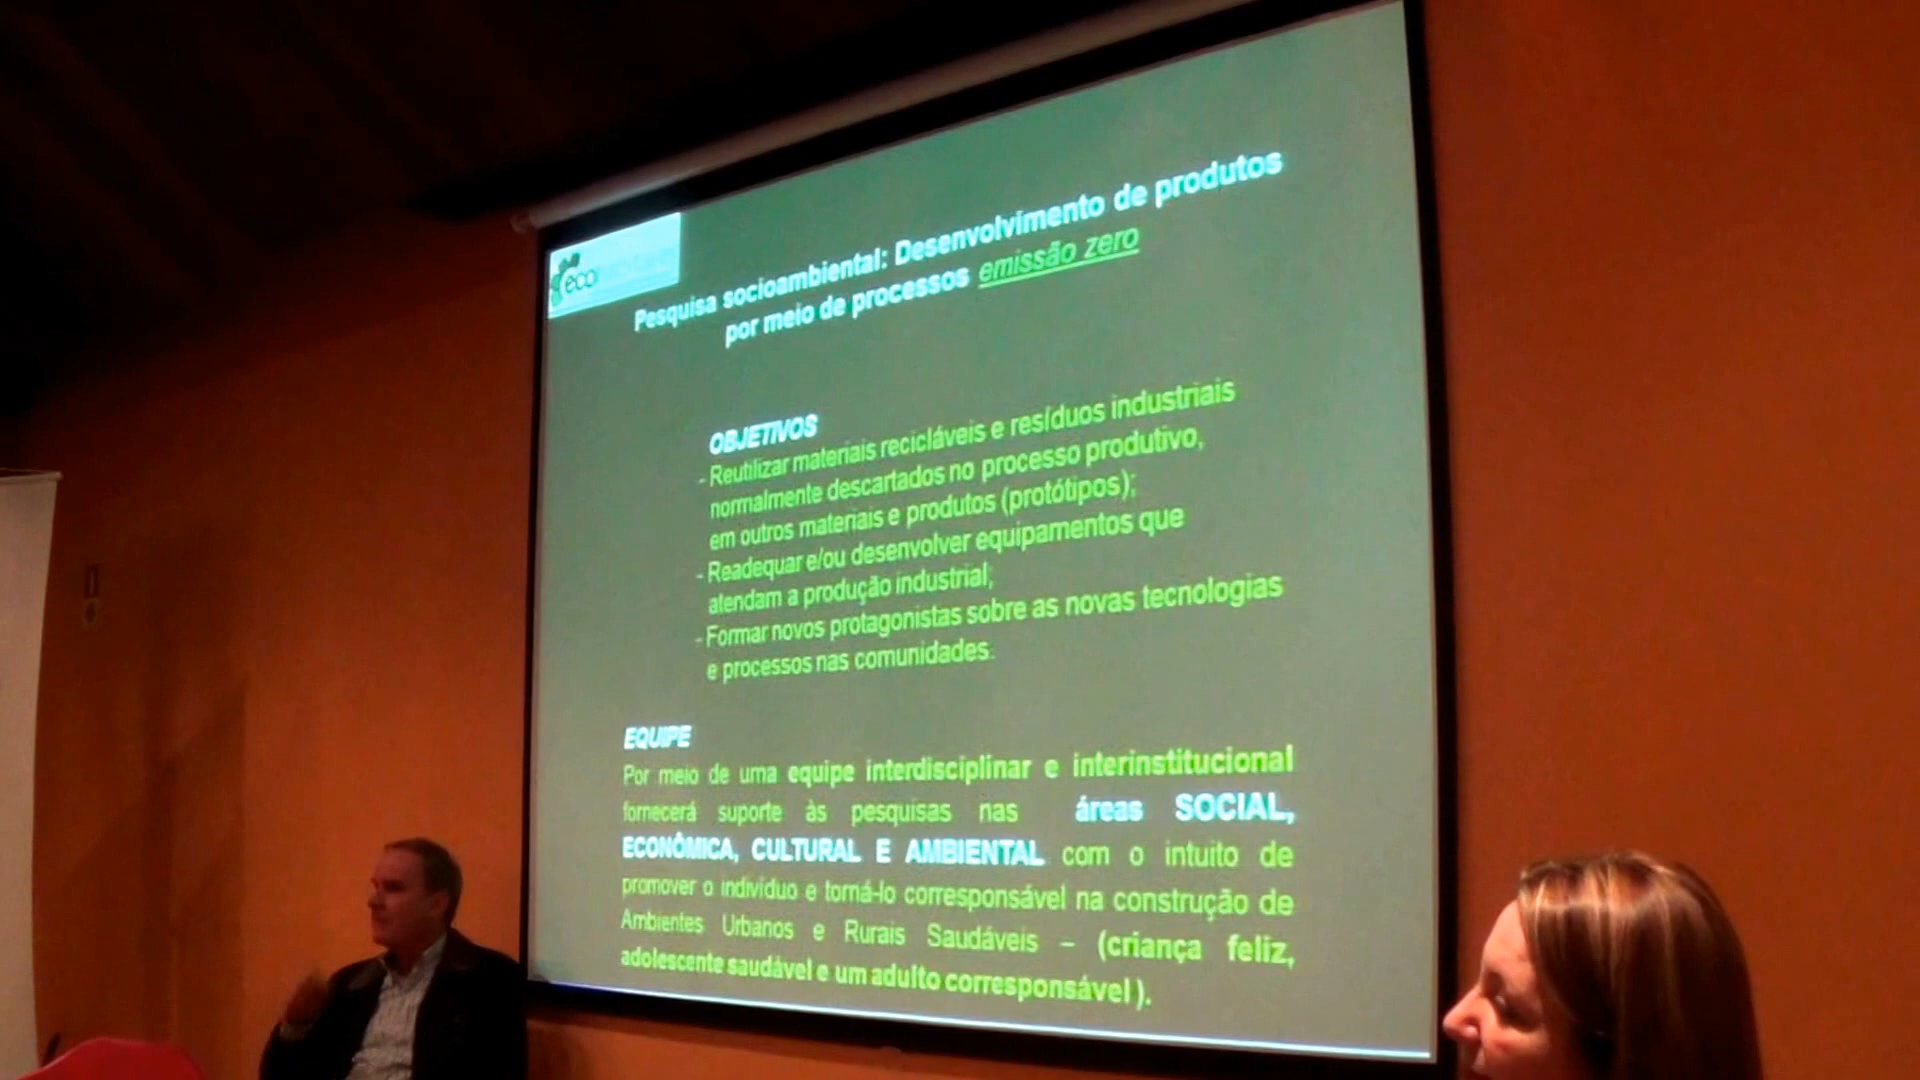 eco
Pesquisa socioambiental: Desenvolvimento de produtos
por meio de processos emissão zero
OBJETIVOS
- Reutilizar materiais recicláveis e resíduos industriais
normalmente descartados no processo produtivo,
em outros materiais e produtos (protótipos);
- Readequar e/ou desenvolver equipamentos que
atendam a produção industrial;
- Formar novos protagonistas sobre as novas tecnologias
e processos nas comunidades.
EQUIPE
Por meio de uma equipe interdisciplinar e interinstitucional
fornecerá suporte às pesquisas nas áreas SOCIAL,
ECONÔMICA, CULTURAL E AMBIENTAL com o intuito de
promover o indivíduo e torná-lo corresponsável na construção de
Ambientes Urbanos e Rurais Saudáveis – (criança feliz,
adolescente saudável e um adulto corresponsável ).